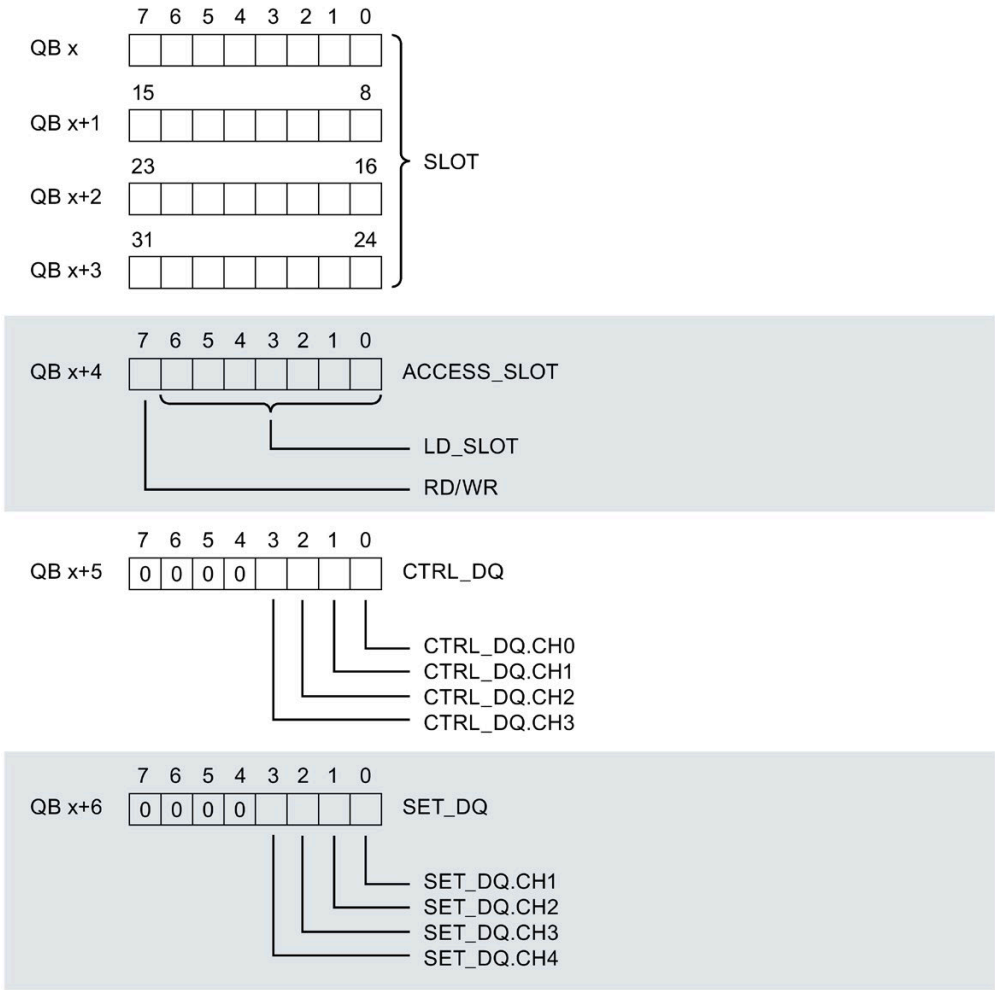 7 6 5 4 3 2 1 0
QB x
15 8
QB x+1
SLOT
23 16
QB x+2
31 24
QB x+3
7 6 5 4 3 2 1 0
QB x+4 ACCESS_SLOT
LD_SLOT
RD/WR
7 6 5 4 3 2 1 0
QB x+5 0 0 0 0 CTRL_DQ
CTRL_DQ.CH0
CTRL_DQ.CH1
CTRL_DQ.CH2
CTRL_DQ.CH3
7 6 5 4 3 2 1 0
QB x+6 0 0 0 0 SET_DQ
SET_DQ.CH1
SET_DQ.CH2
SET_DQ.CH3
SET_DQ.CH4